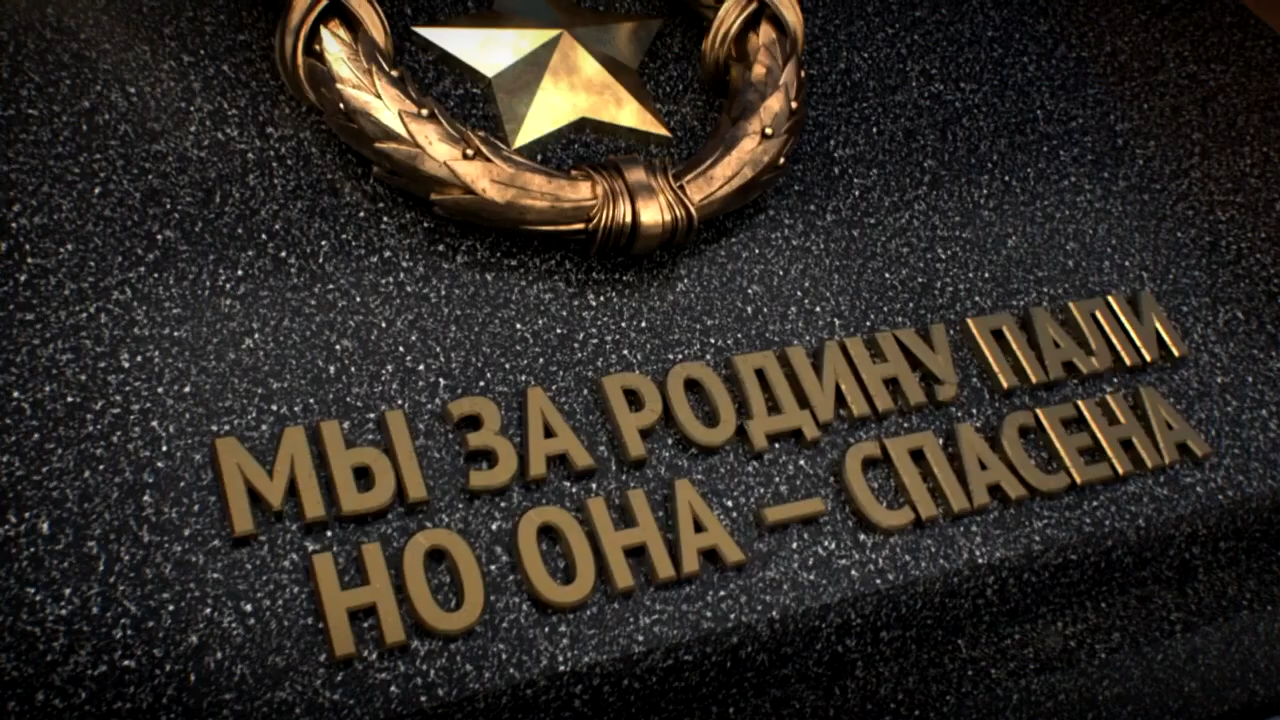 МЫ ЗА РОДИНУ ПАЛИ
НО ОНА – СПАСЕНА